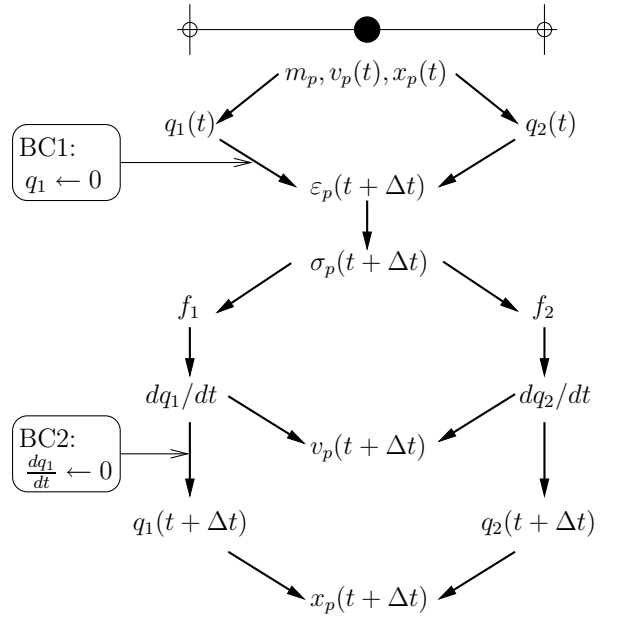 m_p, v_p(t), x_p(t)
q_1(t) q_2(t)
BC1:
q_1 ← 0
ε_p(t + Δt)
σ_p(t + Δt)
f_1 f_2
dq_1/dt dq_2/dt
BC2:
\frac{dq_1}{dt} ← 0
v_p(t + Δt)
q_1(t + Δt) q_2(t + Δt)
x_p(t + Δt)